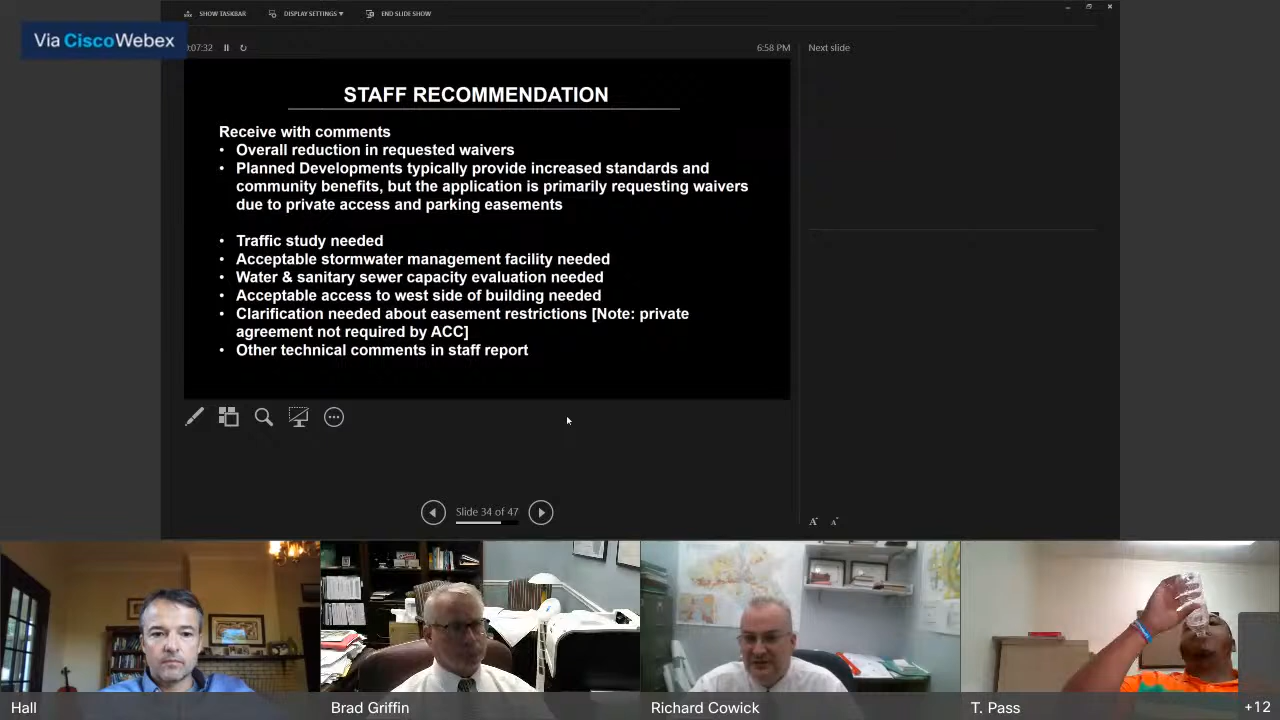 SHOW TASKBAR DISPLAY SETTINGS ▾ END SLIDE SHOW
Via CiscoWebex
:07:32
6:58 PM
Next slide
STAFF RECOMMENDATION
Receive with comments
• Overall reduction in requested waivers
• Planned Developments typically provide increased standards and
community benefits, but the application is primarily requesting waivers
due to private access and parking easements
• Traffic study needed
• Acceptable stormwater management facility needed
• Water & sanitary sewer capacity evaluation needed
• Acceptable access to west side of building needed
• Clarification needed about easement restrictions [Note: private
agreement not required by ACC]
• Other technical comments in staff report
Slide 34 of 47
A A
Hall
Brad Griffin
Richard Cowick
T. Pass
+12